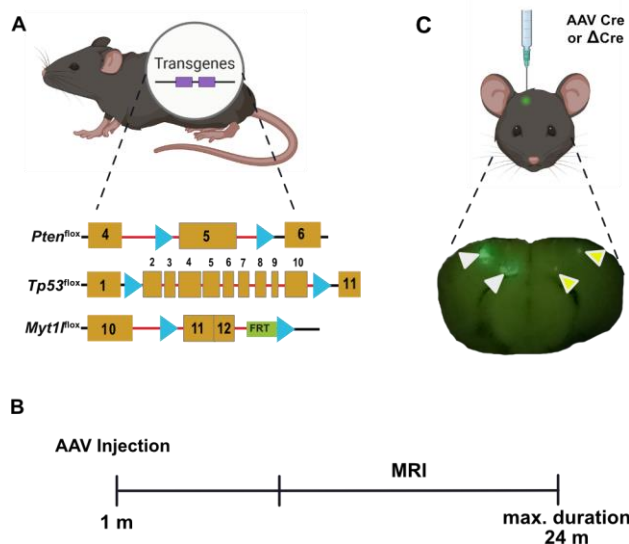 A
Transgenes
Pten^flox
4
5
6
Tp53^flox
1
2
3
4
5
6
7
8
9
10
11
Myt1l^flox
10
11
12
FRT
C
AAV Cre
or ΔCre
B
AAV Injection
MRI
1 m
max. duration
24 m